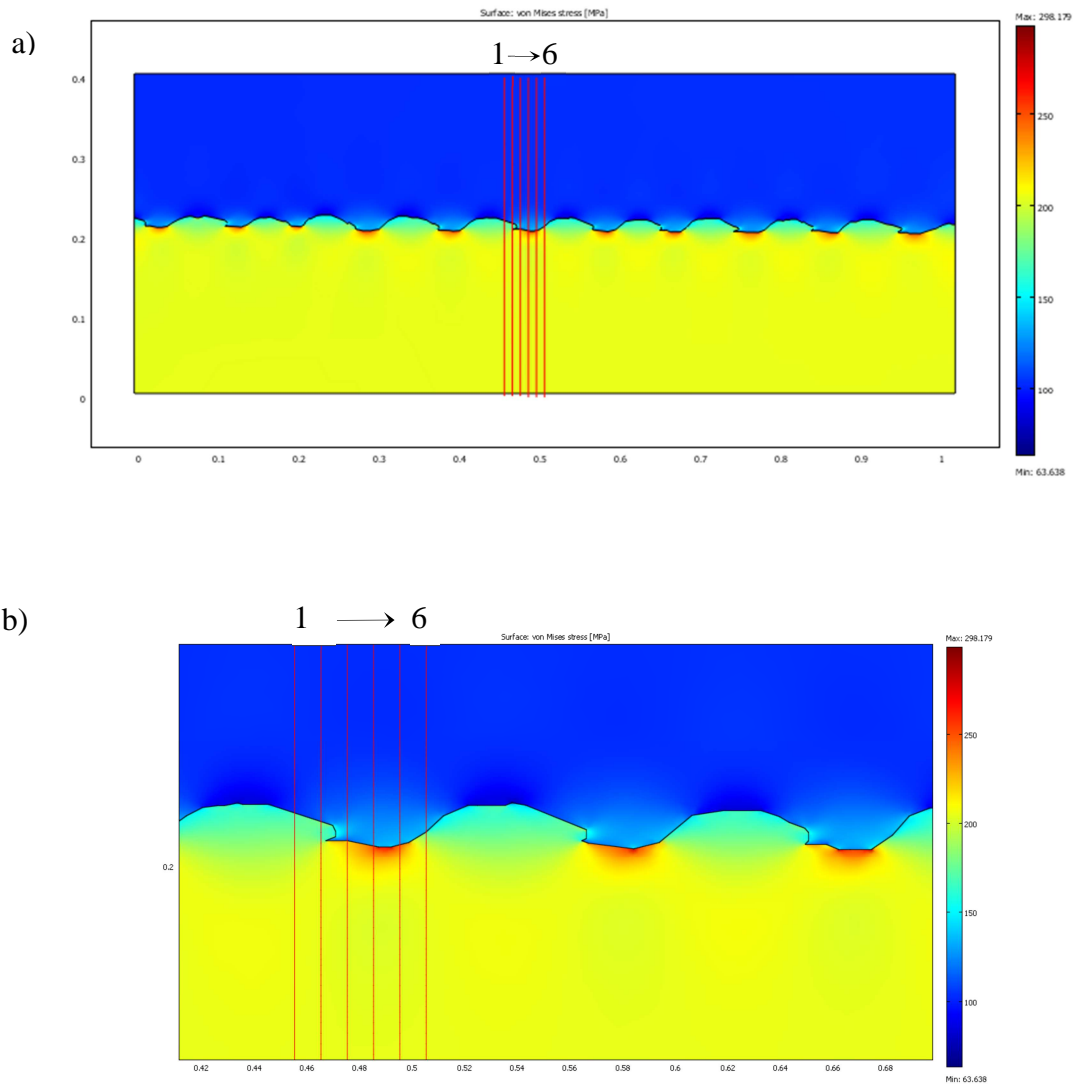 Surface: von Mises stress [MPa]
Max: 298.179
a)
1 → 6
0.4
0.3
0.2
0.1
0
0 0.1 0.2 0.3 0.4 0.5 0.6 0.7 0.8 0.9 1
250
200
150
100
Min: 63.638
b)
1 → 6
Surface: von Mises stress [MPa]
Max: 298.179
0.2
0.42 0.44 0.46 0.48 0.5 0.52 0.54 0.56 0.58 0.6 0.62 0.64 0.66 0.68
250
200
150
100
Min: 63.638